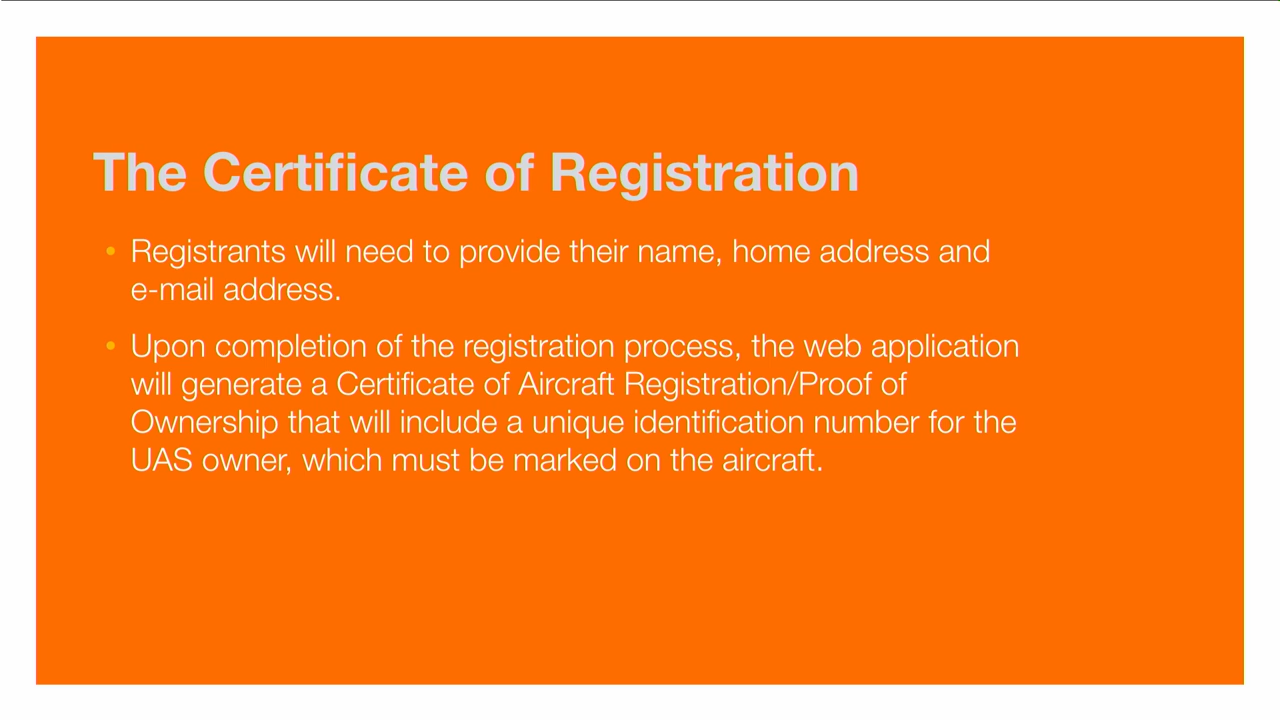 The Certificate of Registration
• Registrants will need to provide their name, home address and
e-mail address.
• Upon completion of the registration process, the web application
will generate a Certificate of Aircraft Registration/Proof of
Ownership that will include a unique identification number for the
UAS owner, which must be marked on the aircraft.